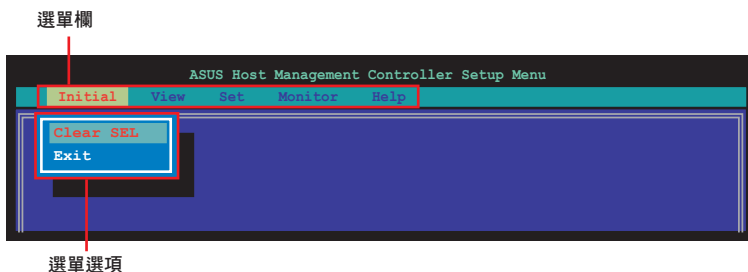 選單欄
ASUS Host Management Controller Setup Menu
Initial View Set Monitor Help
Clear SEL
Exit
選單選項